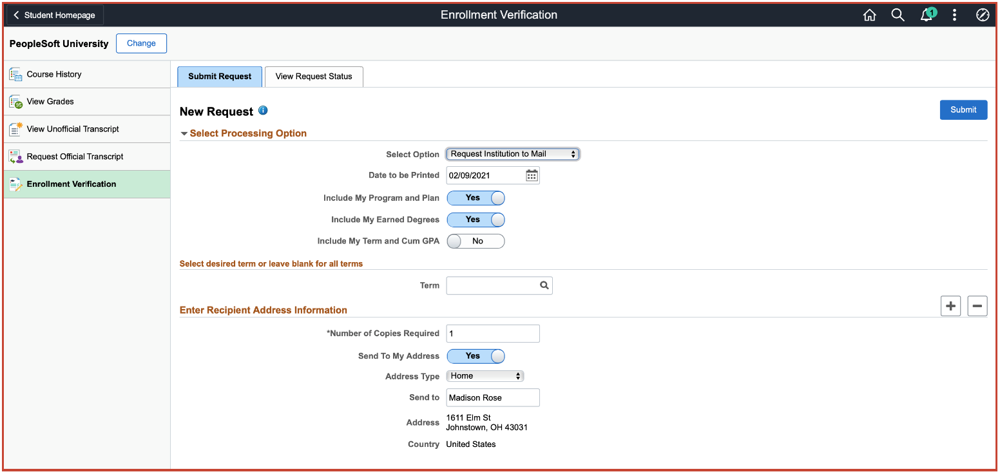 Student Homepage
Enrollment Verification
1
PeopleSoft University
Change
Course History
View Grades
View Unofficial Transcript
Request Official Transcript
Enrollment Verification
Submit Request
View Request Status
New Request
Submit
Select Processing Option
Select Option Request Institution to Mail
Date to be Printed 02/09/2021
Include My Program and Plan Yes
Include My Earned Degrees Yes
Include My Term and Cum GPA No
Select desired term or leave blank for all terms
Term
Enter Recipient Address Information
*Number of Copies Required 1
Send To My Address Yes
Address Type Home
Send to Madison Rose
Address 1611 Elm St
Johnstown, OH 43031
Country United States